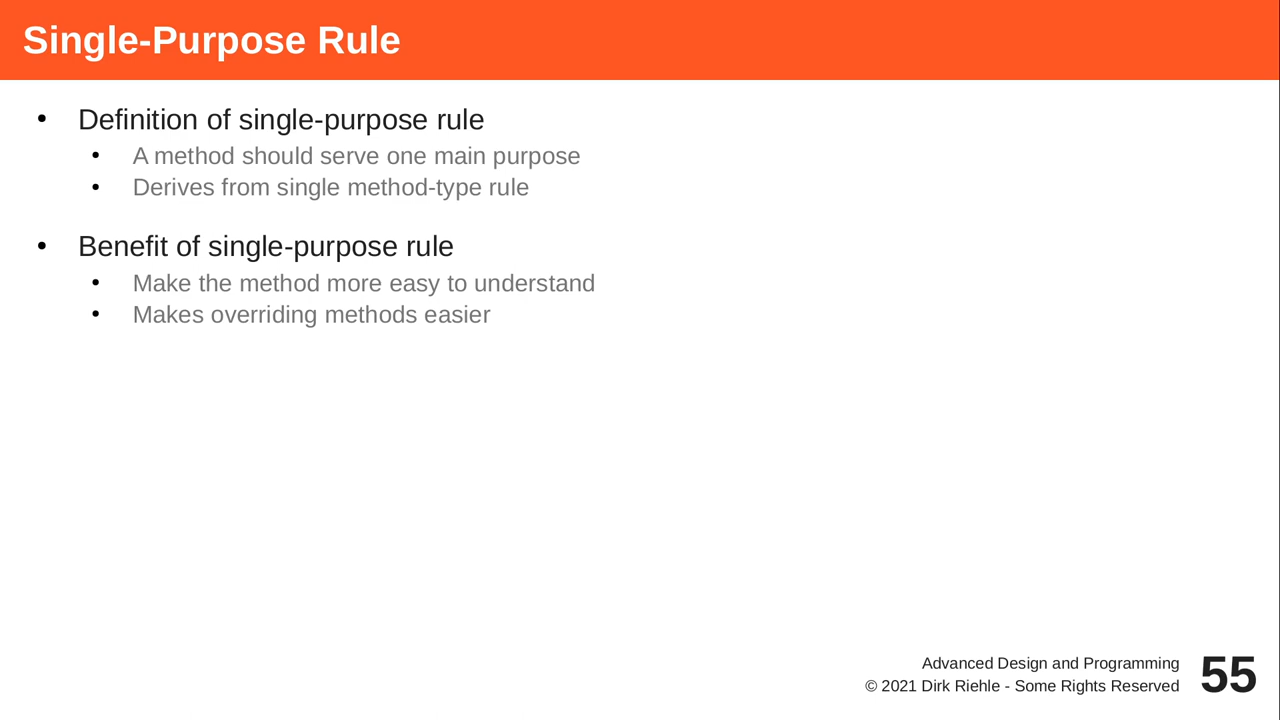 Single-Purpose Rule
• Definition of single-purpose rule
• A method should serve one main purpose
• Derives from single method-type rule
• Benefit of single-purpose rule
• Make the method more easy to understand
• Makes overriding methods easier
Advanced Design and Programming
© 2021 Dirk Riehle - Some Rights Reserved
55